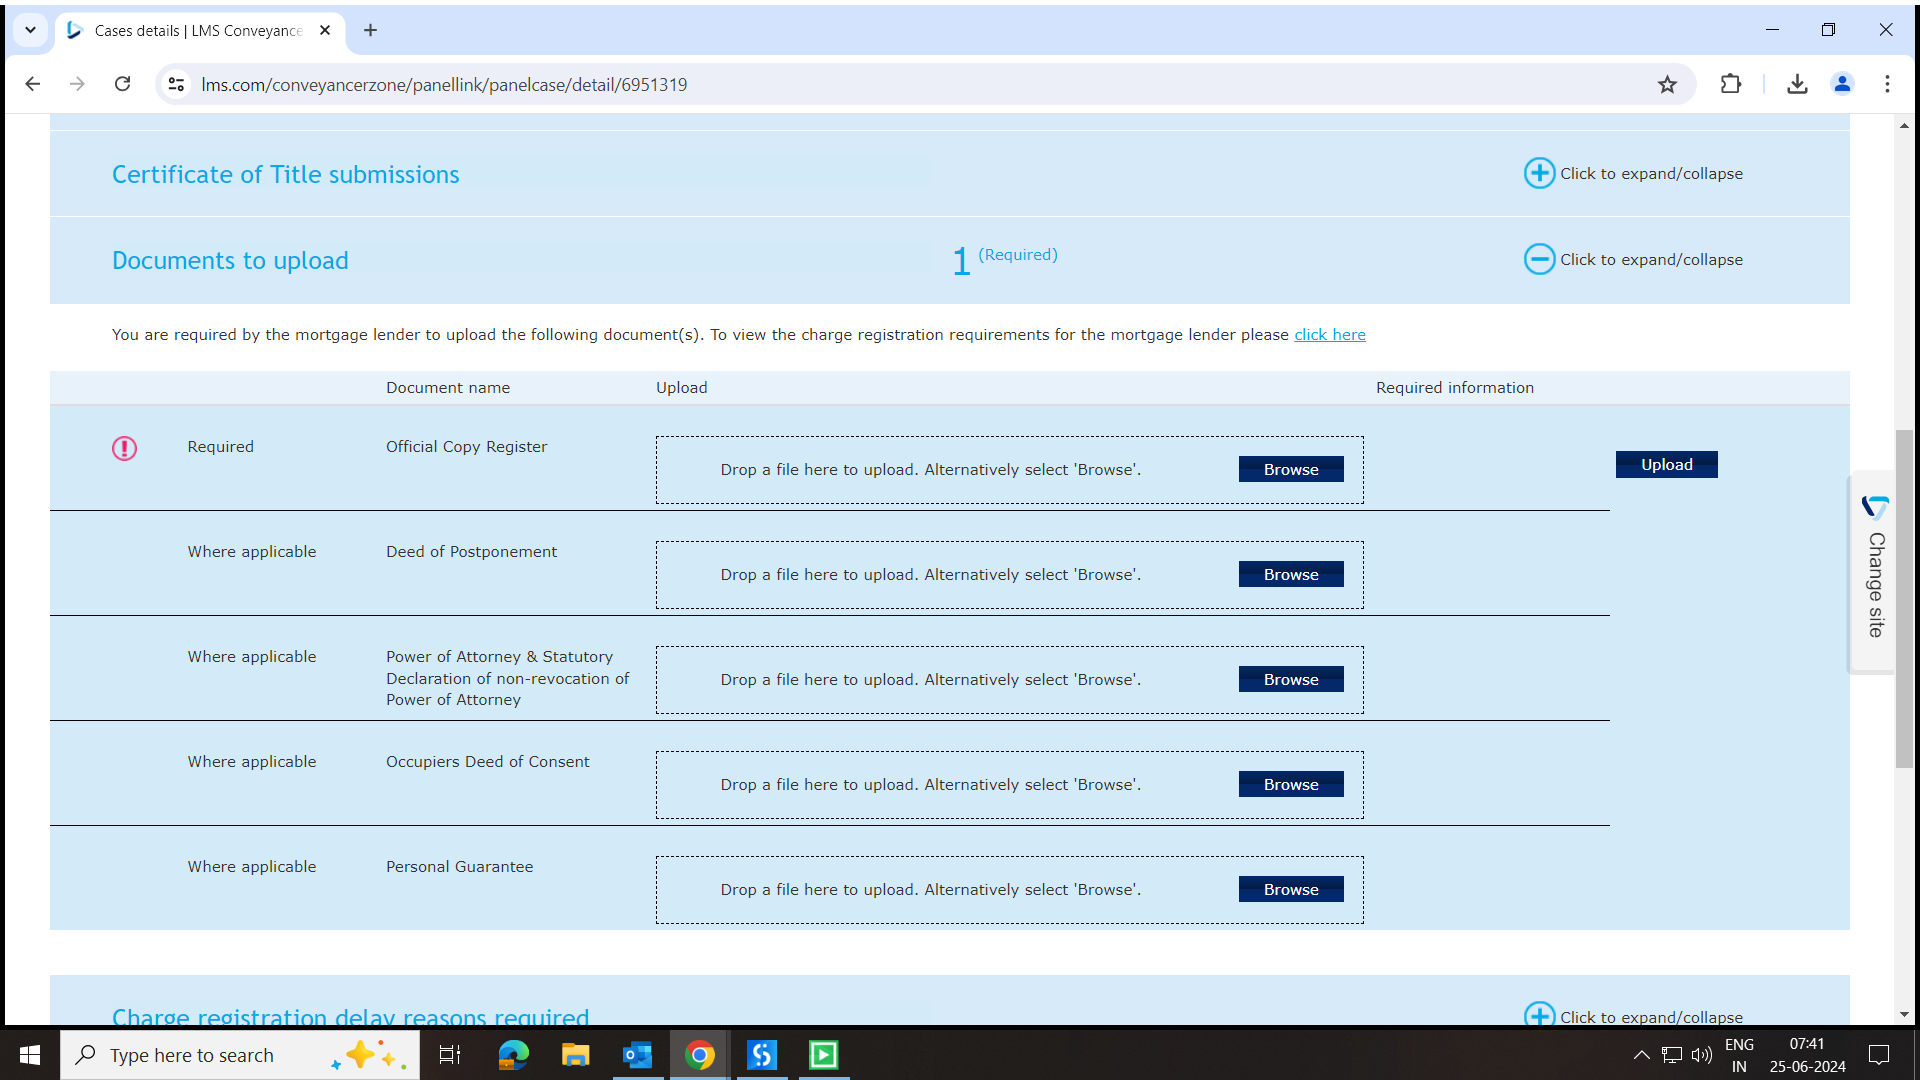 Cases details | LMS Conveyance
lms.com/conveyancerzone/panellink/panelcase/detail/6951319
Certificate of Title submissions
Click to expand/collapse
Documents to upload
1 (Required)
Click to expand/collapse
You are required by the mortgage lender to upload the following document(s). To view the charge registration requirements for the mortgage lender please click here
Document name Upload Required information
Required Official Copy Register Drop a file here to upload. Alternatively select 'Browse'. Browse Upload
Where applicable Deed of Postponement Drop a file here to upload. Alternatively select 'Browse'. Browse
Where applicable Power of Attorney & Statutory
Declaration of non-revocation of
Power of Attorney
Drop a file here to upload. Alternatively select 'Browse'. Browse
Where applicable Occupiers Deed of Consent Drop a file here to upload. Alternatively select 'Browse'. Browse
Where applicable Personal Guarantee Drop a file here to upload. Alternatively select 'Browse'. Browse
Change site
Charge registration delay reasons required
Click to expand/collapse
Type here to search
ENG
IN
07:41
25-06-2024